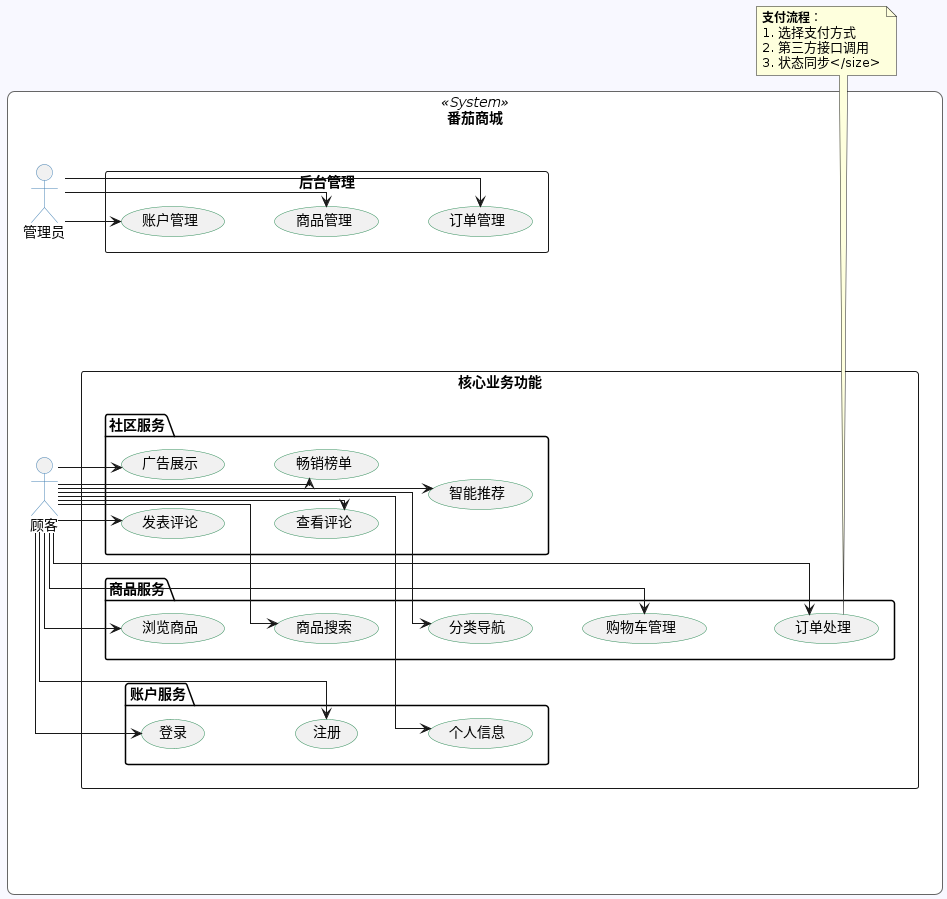 支付流程：
1. 选择支付方式
2. 第三方接口调用
3. 状态同步</size>
«System»
番茄商城
后台管理
管理员
账户管理
商品管理
订单管理
核心业务功能
社区服务
广告展示
畅销榜单
智能推荐
顾客
发表评论
查看评论
商品服务
浏览商品
商品搜索
分类导航
购物车管理
订单处理
账户服务
登录
注册
个人信息